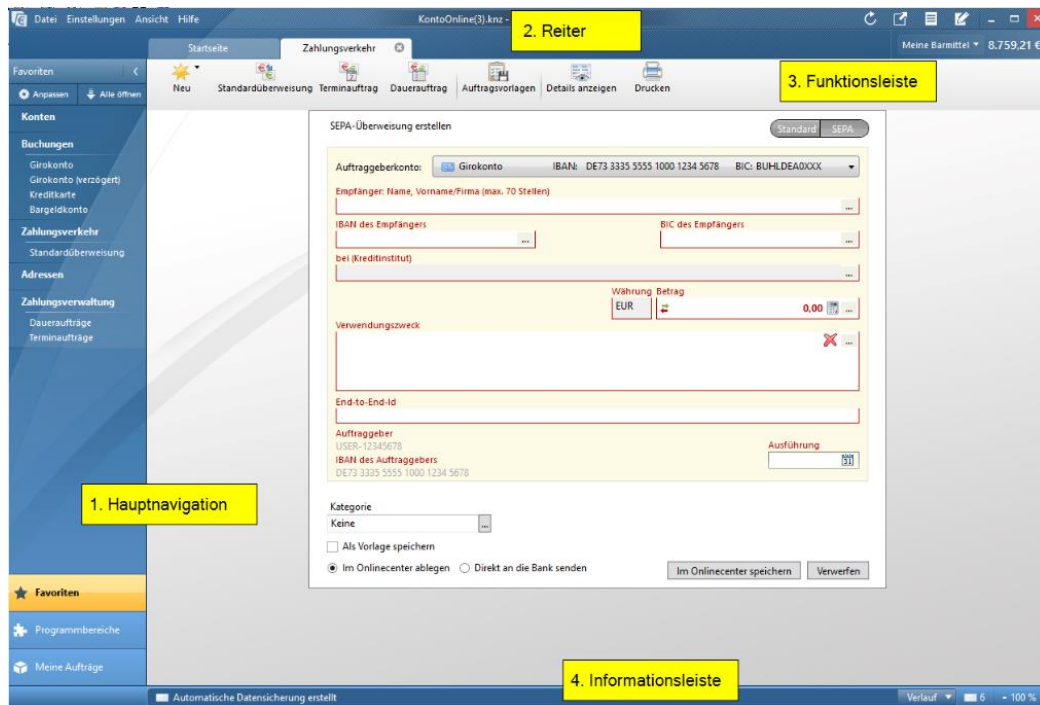 Datei Einstellungen Ansicht Hilfe
KontoOnline(3).knz -
2. Reiter
Startseite
Zahlungsverkehr
Meine Barmittel 8.759,21 €
Favoriten
Anpassen Alle öffnen
Neu Standardüberweisung Terminauftrag Dauerauftrag Auftragsvorlagen Details anzeigen Drucken
3. Funktionsleiste
Konten
Buchungen
Girokonto
Girokonto (verzögert)
Kreditkarte
Bargeldkonto
Zahlungsverkehr
Standardüberweisung
Adressen
Zahlungsverwaltung
Daueraufträge
Terminaufträge
1. Hauptnavigation
Favoriten
Programmbereiche
Meine Aufträge
SEPA-Überweisung erstellen
Standard SEPA
Auftraggeberkonto: Girokonto IBAN: DE73 3335 5555 1000 1234 5678 BIC: BUHLDEA0XXX
Empfänger: Name, Vorname/Firma (max. 70 Stellen)
...
IBAN des Empfängers BIC des Empfängers
... ...
bei (Kreditinstitut)
...
Währung Betrag
EUR 0,00 ...
Verwendungszweck
...
End-to-End-Id
Auftraggeber
USER-12345678
Ausführung
31
IBAN des Auftraggebers
DE73 3335 5555 1000 1234 5678
Kategorie
Keine ...
Als Vorlage speichern
Im Onlinecenter ablegen Direkt an die Bank senden
Im Onlinecenter speichern Verwerfen
4. Informationsleiste
Automatische Datensicherung erstellt
Verlauf 6 100 %